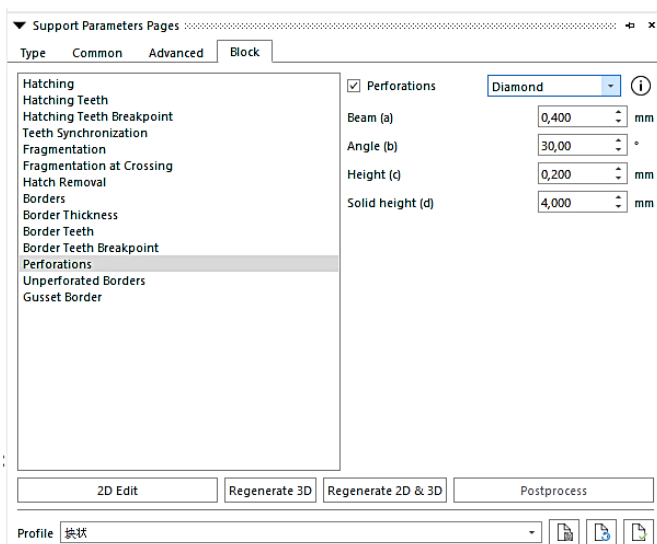 Support Parameters Pages
Type Common Advanced Block
Hatching
Hatching Teeth
Hatching Teeth Breakpoint
Teeth Synchronization
Fragmentation
Fragmentation at Crossing
Hatch Removal
Borders
Border Thickness
Border Teeth
Border Teeth Breakpoint
Perforations
Unperforated Borders
Gusset Border
Perforations Diamond
Beam (a) 0,400 mm
Angle (b) 30,00 °
Height (c) 0,200 mm
Solid height (d) 4,000 mm
2D Edit Regenerate 3D Regenerate 2D & 3D Postprocess
Profile 块状